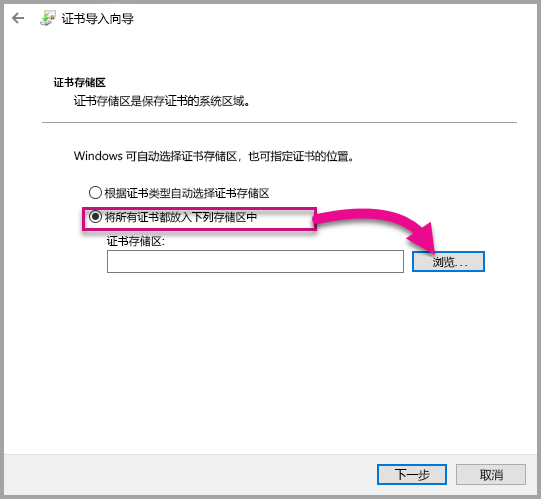 证书导入向导
证书存储区
证书存储区是保存证书的系统区域。
Windows 可自动选择证书存储区，也可指定证书的位置。
根据证书类型自动选择证书存储区
将所有证书都放入下列存储区中
证书存储区:
浏览...
下一步
取消